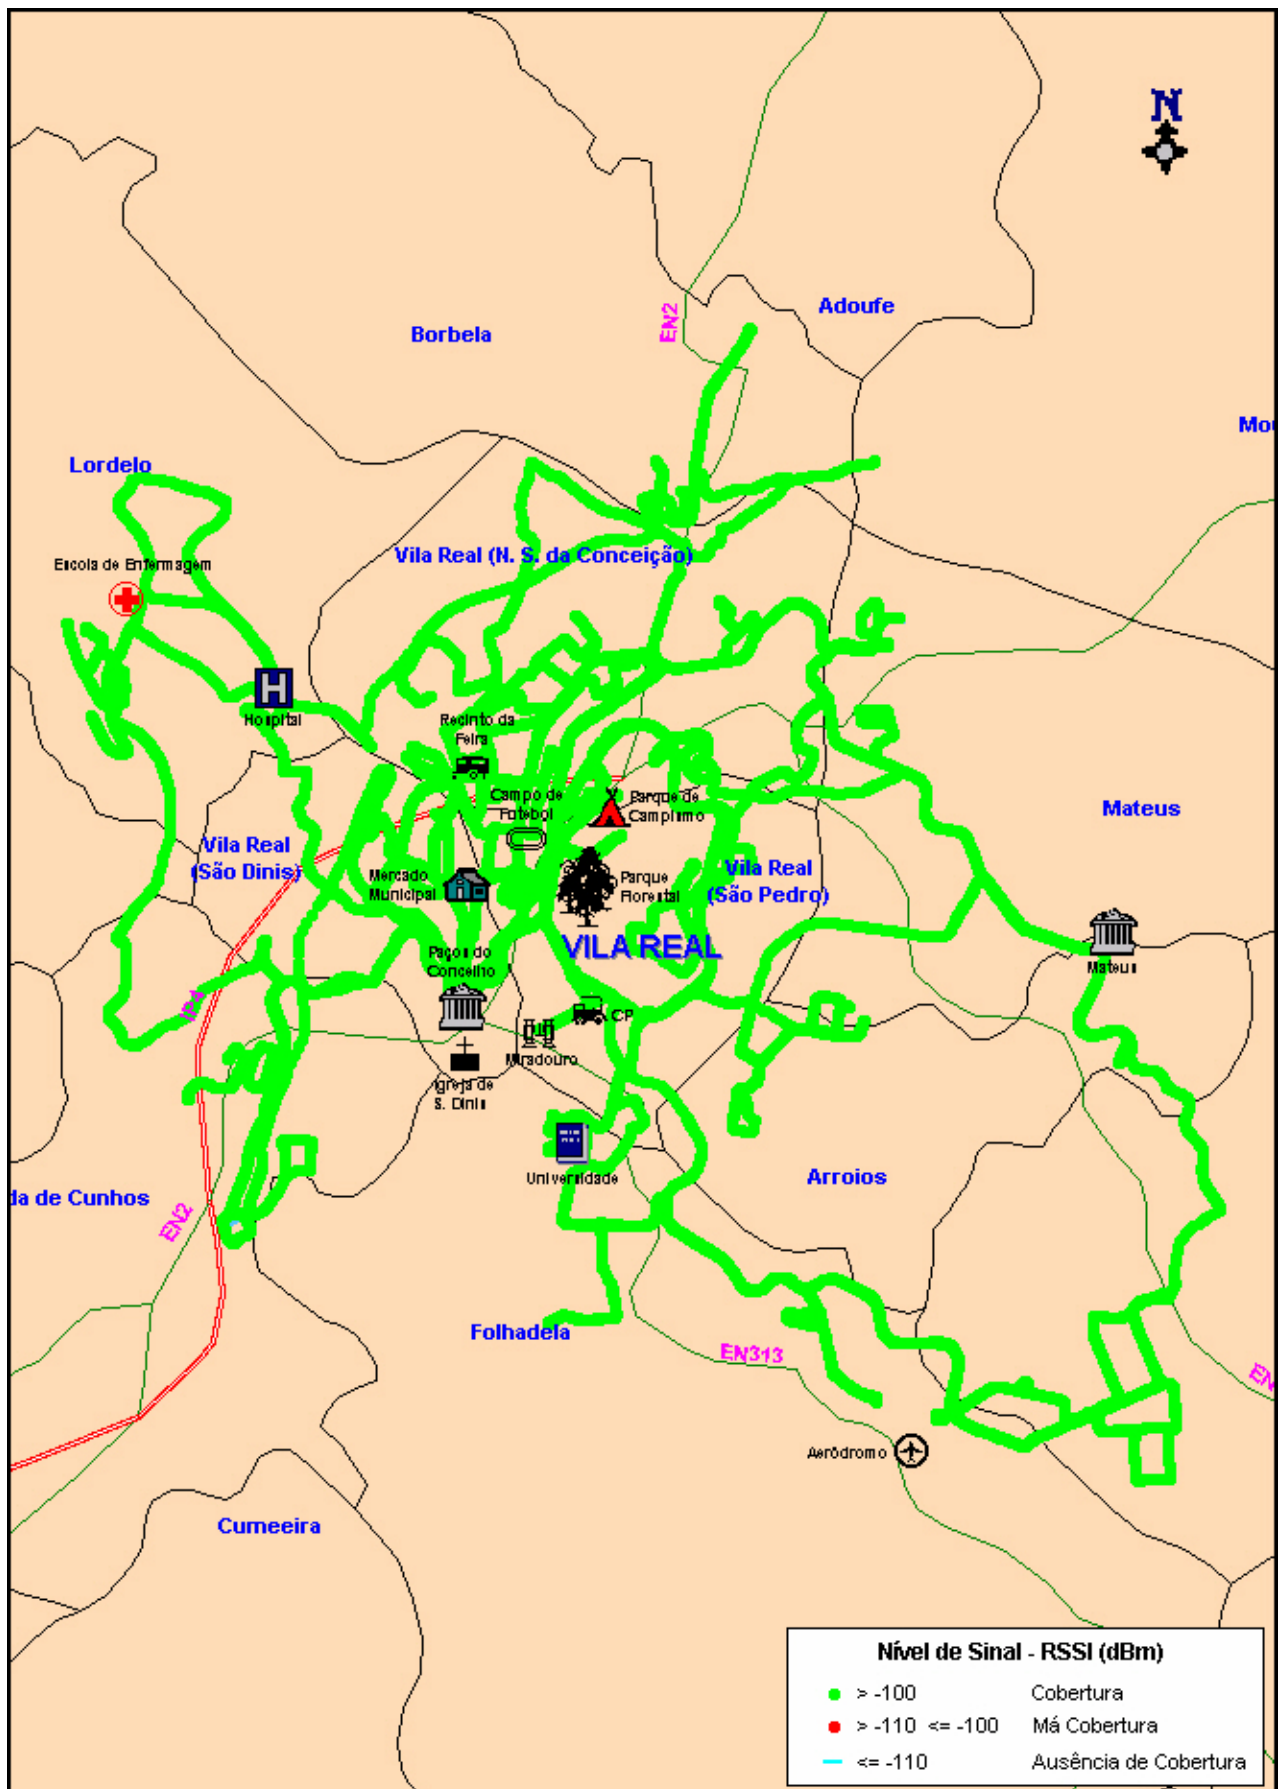 N
Adoufe
EN2
Borbela
Mo
Lordelo
Vila Real (N. S. da Conceição)
Escola de Enfermagem
H
Hospital
Recinto da
Feira
Campo de
Futebol
Parque de
Campismo
Mateus
Vila Real
(São Dinis)
Mercado
Municipal
Parque
Florestal
Vila Real
(São Pedro)
Paços do
Concelho
VILA REAL
Mateus
IP4
CP
Miradouro
Igreja de
S. Dinis
Universidade
Arroios
da de Cunhos
EN2
Folhadela
EN313
EN
Aeródromo
Cumeeira
Nível de Sinal - RSSI (dBm)
> -100 Cobertura
> -110 <= -100 Má Cobertura
<= -110 Ausência de Cobertura